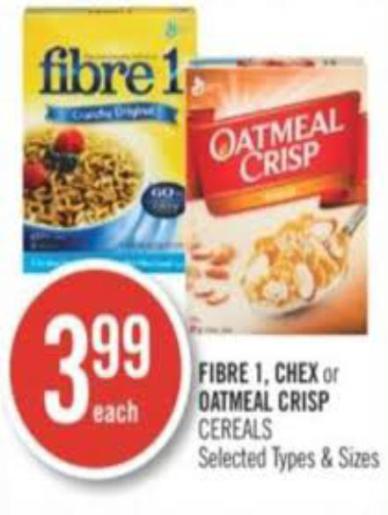 fibre 1
Crunchy Original
60
OATMEAL
CRISP
3.99
each
FIBRE 1, CHEX or
OATMEAL CRISP
CEREALS
Selected Types & Sizes